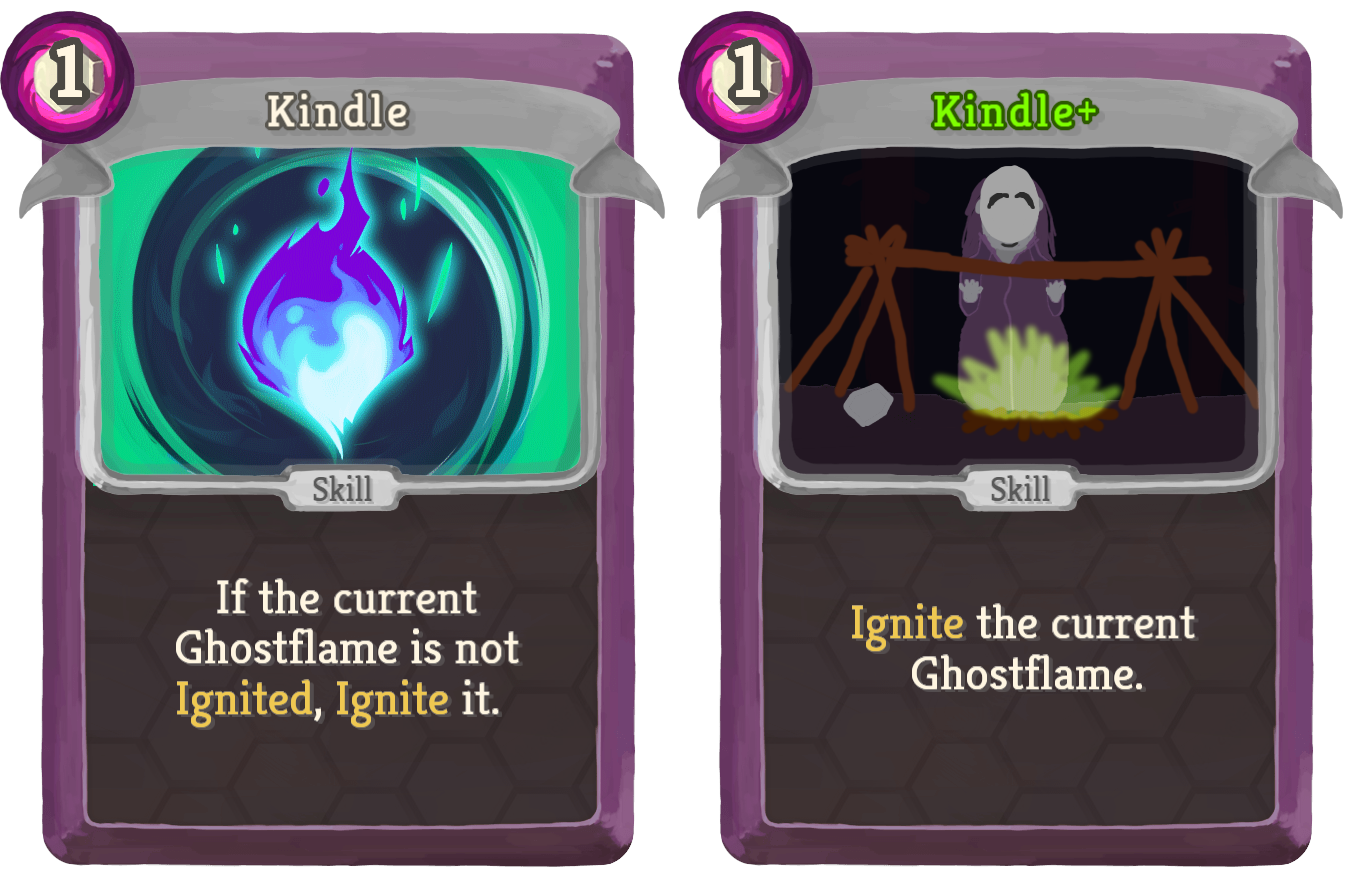 1
Kindle
Skill
If the current
Ghostflame is not
Ignited, Ignite it.
1
Kindle+
Skill
Ignite the current
Ghostflame.